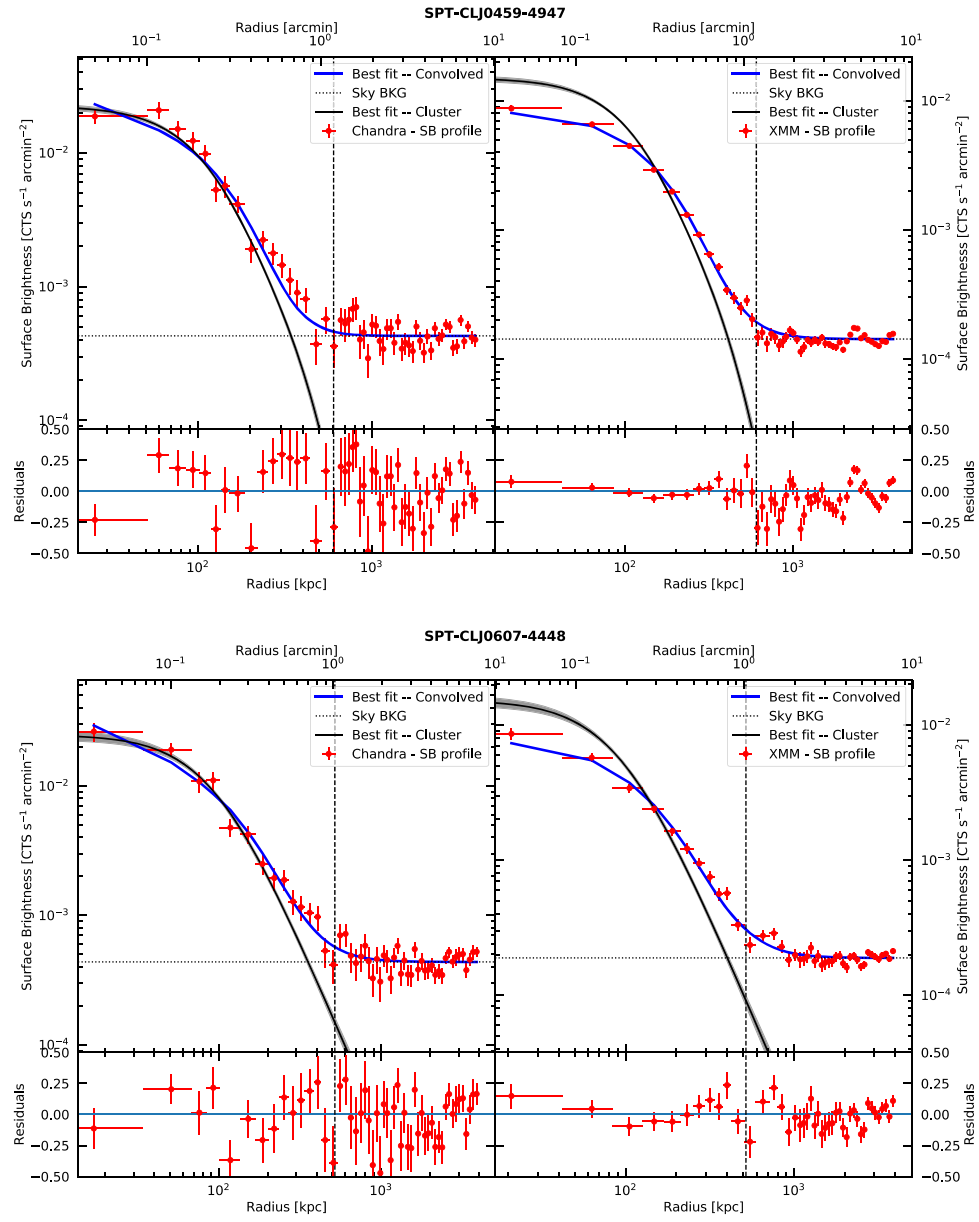 SPT-CLJ0459-4947
Radius [arcmin]
Radius [arcmin]
10⁻¹ 10⁰ 10¹ 10⁻¹ 10⁰ 10¹
Best fit -- Convolved
Sky BKG
Best fit -- Cluster
Chandra - SB profile
Best fit -- Convolved
Sky BKG
Best fit -- Cluster
XMM - SB profile
Surface Brightness [CTS s⁻¹ arcmin⁻²]
10⁻²
10⁻³
10⁻⁴
Surface Brightnesss [CTS s⁻¹ arcmin⁻²]
10⁻²
10⁻³
10⁻⁴
Residuals
0.50
0.25
0.00
−0.25
−0.50
Residuals
0.50
0.25
0.00
−0.25
−0.50
10² 10³ 10² 10³
Radius [kpc]
Radius [kpc]
SPT-CLJ0607-4448
Radius [arcmin]
Radius [arcmin]
10⁻¹ 10⁰ 10¹ 10⁻¹ 10⁰ 10¹
Best fit -- Convolved
Sky BKG
Best fit -- Cluster
Chandra - SB profile
Best fit -- Convolved
Sky BKG
Best fit -- Cluster
XMM - SB profile
Surface Brightness [CTS s⁻¹ arcmin⁻²]
10⁻²
10⁻³
10⁻⁴
Surface Brightnesss [CTS s⁻¹ arcmin⁻²]
10⁻²
10⁻³
10⁻⁴
Residuals
0.50
0.25
0.00
−0.25
−0.50
Residuals
0.50
0.25
0.00
−0.25
−0.50
10² 10³ 10² 10³
Radius [kpc]
Radius [kpc]